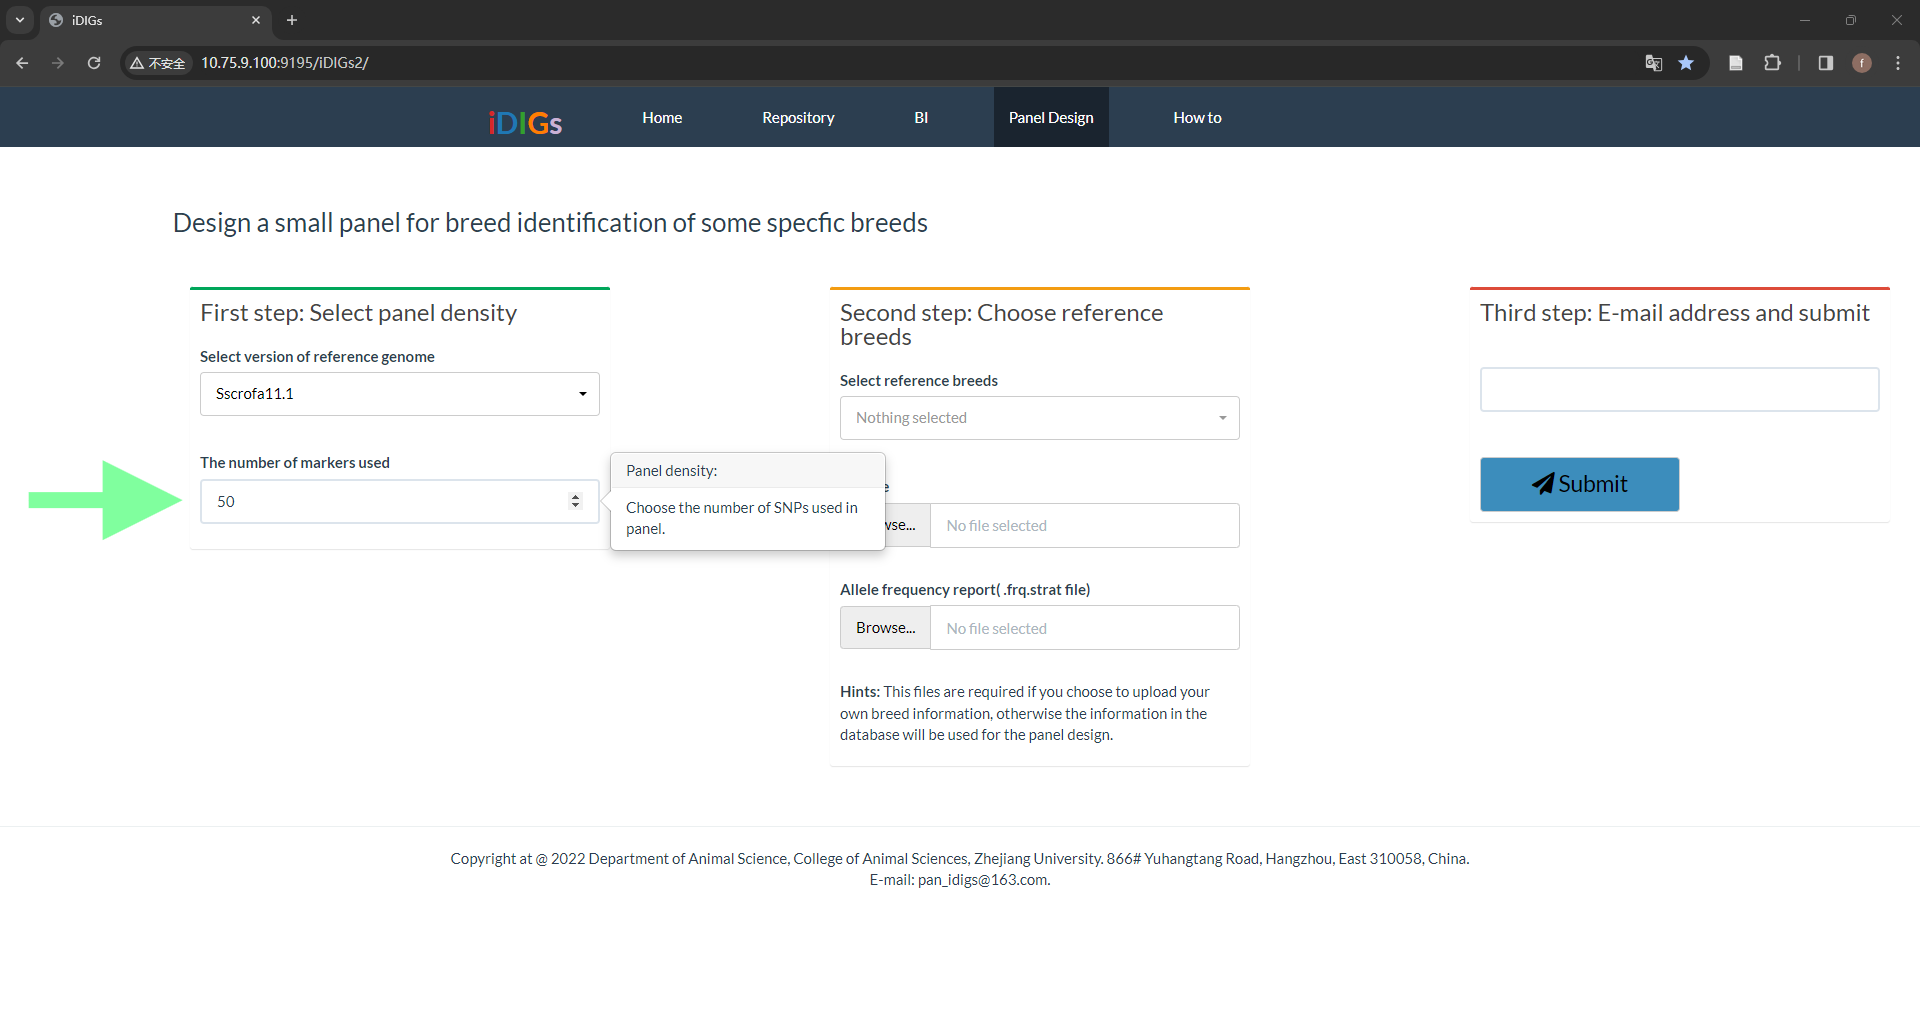 iDIGs
不安全
10.75.9.100:9195/iDIGs2/
f
iDIGs
Home
Repository
BI
Panel Design
How to
Design a small panel for breed identification of some specfic breeds
First step: Select panel density
Select version of reference genome
Sscrofa11.1
The number of markers used
50
Panel density:
Choose the number of SNPs used in
panel.
Second step: Choose reference
breeds
Select reference breeds
Nothing selected
No file selected
Allele frequency report( .frq.strat file)
Browse...
No file selected
Hints: This files are required if you choose to upload your
own breed information, otherwise the information in the
database will be used for the panel design.
Third step: E-mail address and submit
Submit
Copyright at @ 2022 Department of Animal Science, College of Animal Sciences, Zhejiang University. 866# Yuhangtang Road, Hangzhou, East 310058, China.
E-mail: pan_idigs@163.com.